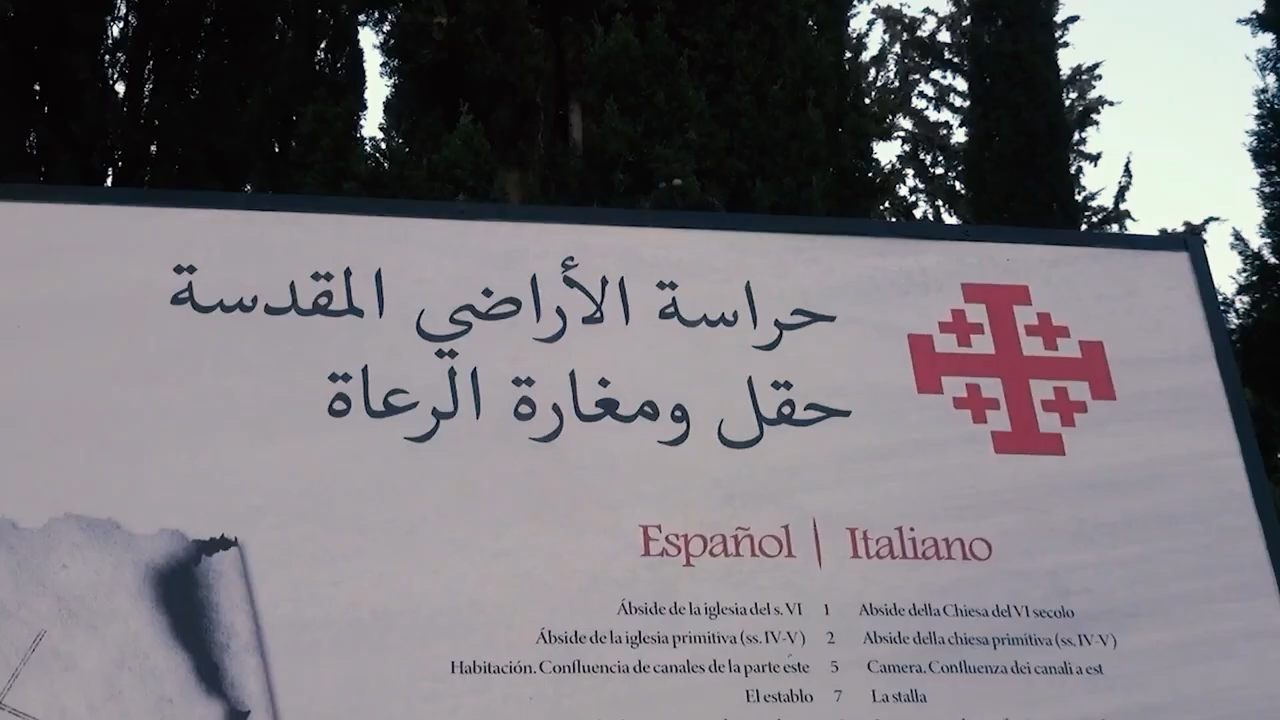 حراسة الأراضي المقدسة
حقل ومغارة الرعاة
Español | Italiano
Ábside de la iglesia del s. VI 1 Abside della Chiesa del VI secolo
Ábside de la iglesia primitiva (ss. IV-V) 2 Abside della chiesa primitiva (ss. IV-V)
Habitación. Confluencia de canales de la parte éste 5 Camera. Confluenza dei canali a est
El establo 7 La stalla